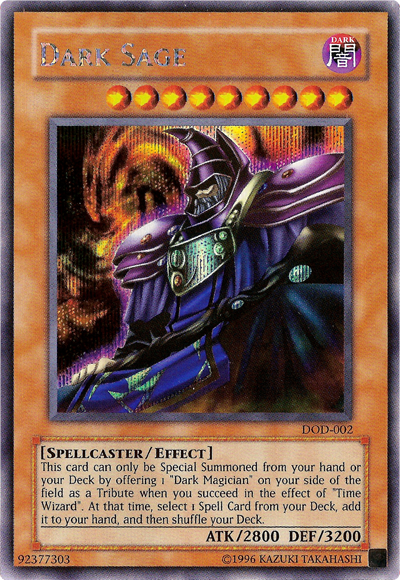 DARK SAGE
DARK
闇
DOD-002
[SPELLCASTER/EFFECT]
This card can only be Special Summoned from your hand or
your Deck by offering 1 "Dark Magician" on your side of the
field as a Tribute when you succeed in the effect of "Time
Wizard". At that time, select 1 Spell Card from your Deck, add
it to your hand, and then shuffle your Deck.
ATK/2800 DEF/3200
92377303
©1996 KAZUKI TAKAHASHI